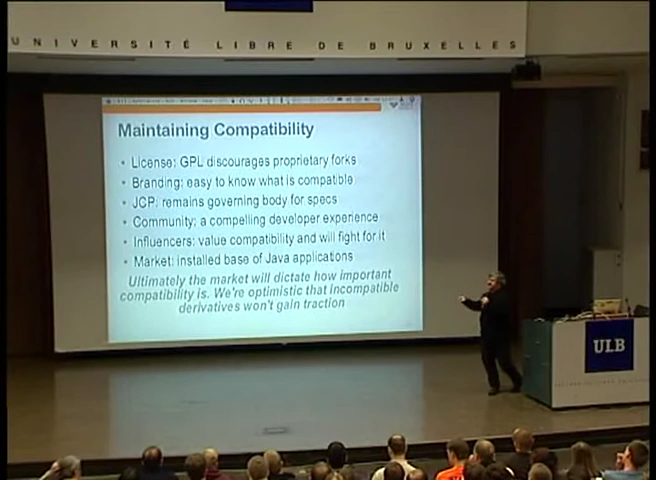 UNIVERSITÉ LIBRE DE BRUXELLES
Maintaining Compatibility
• License: GPL discourages proprietary forks
• Branding: easy to know what is compatible
• JCP: remains governing body for specs
• Community: a compelling developer experience
• Influencers: value compatibility and will fight for it
• Market: installed base of Java applications
Ultimately the market will dictate how important
compatibility is. We're optimistic that incompatible
derivatives won't gain traction
ULB